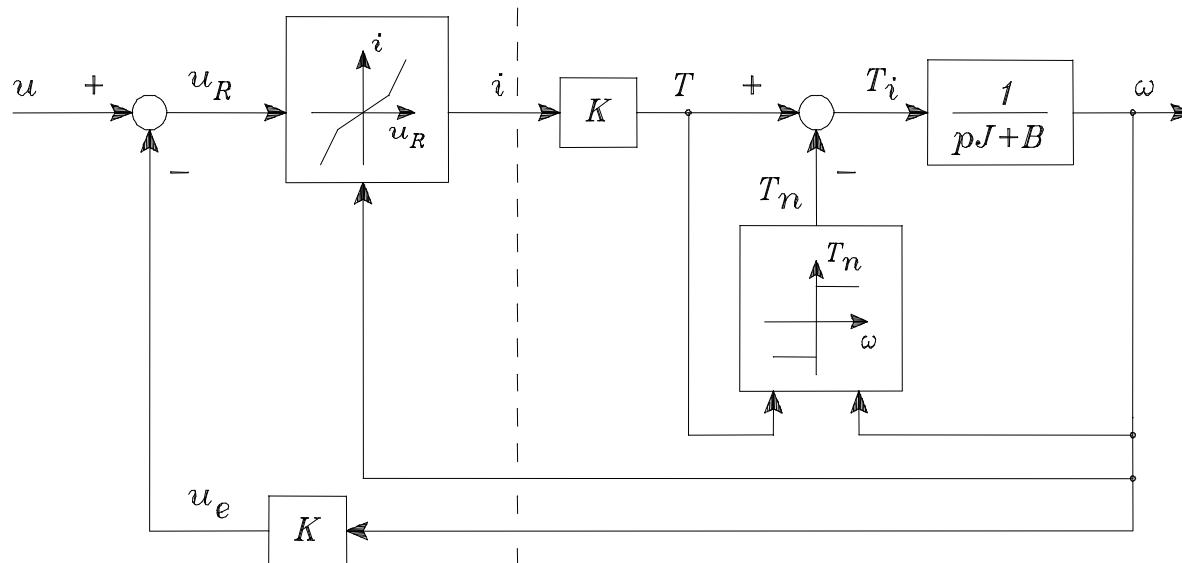 u + u_R i K T + T_i 1 ω
i
u_R
pJ+B
− −
T_n
T_n
ω
u_e K